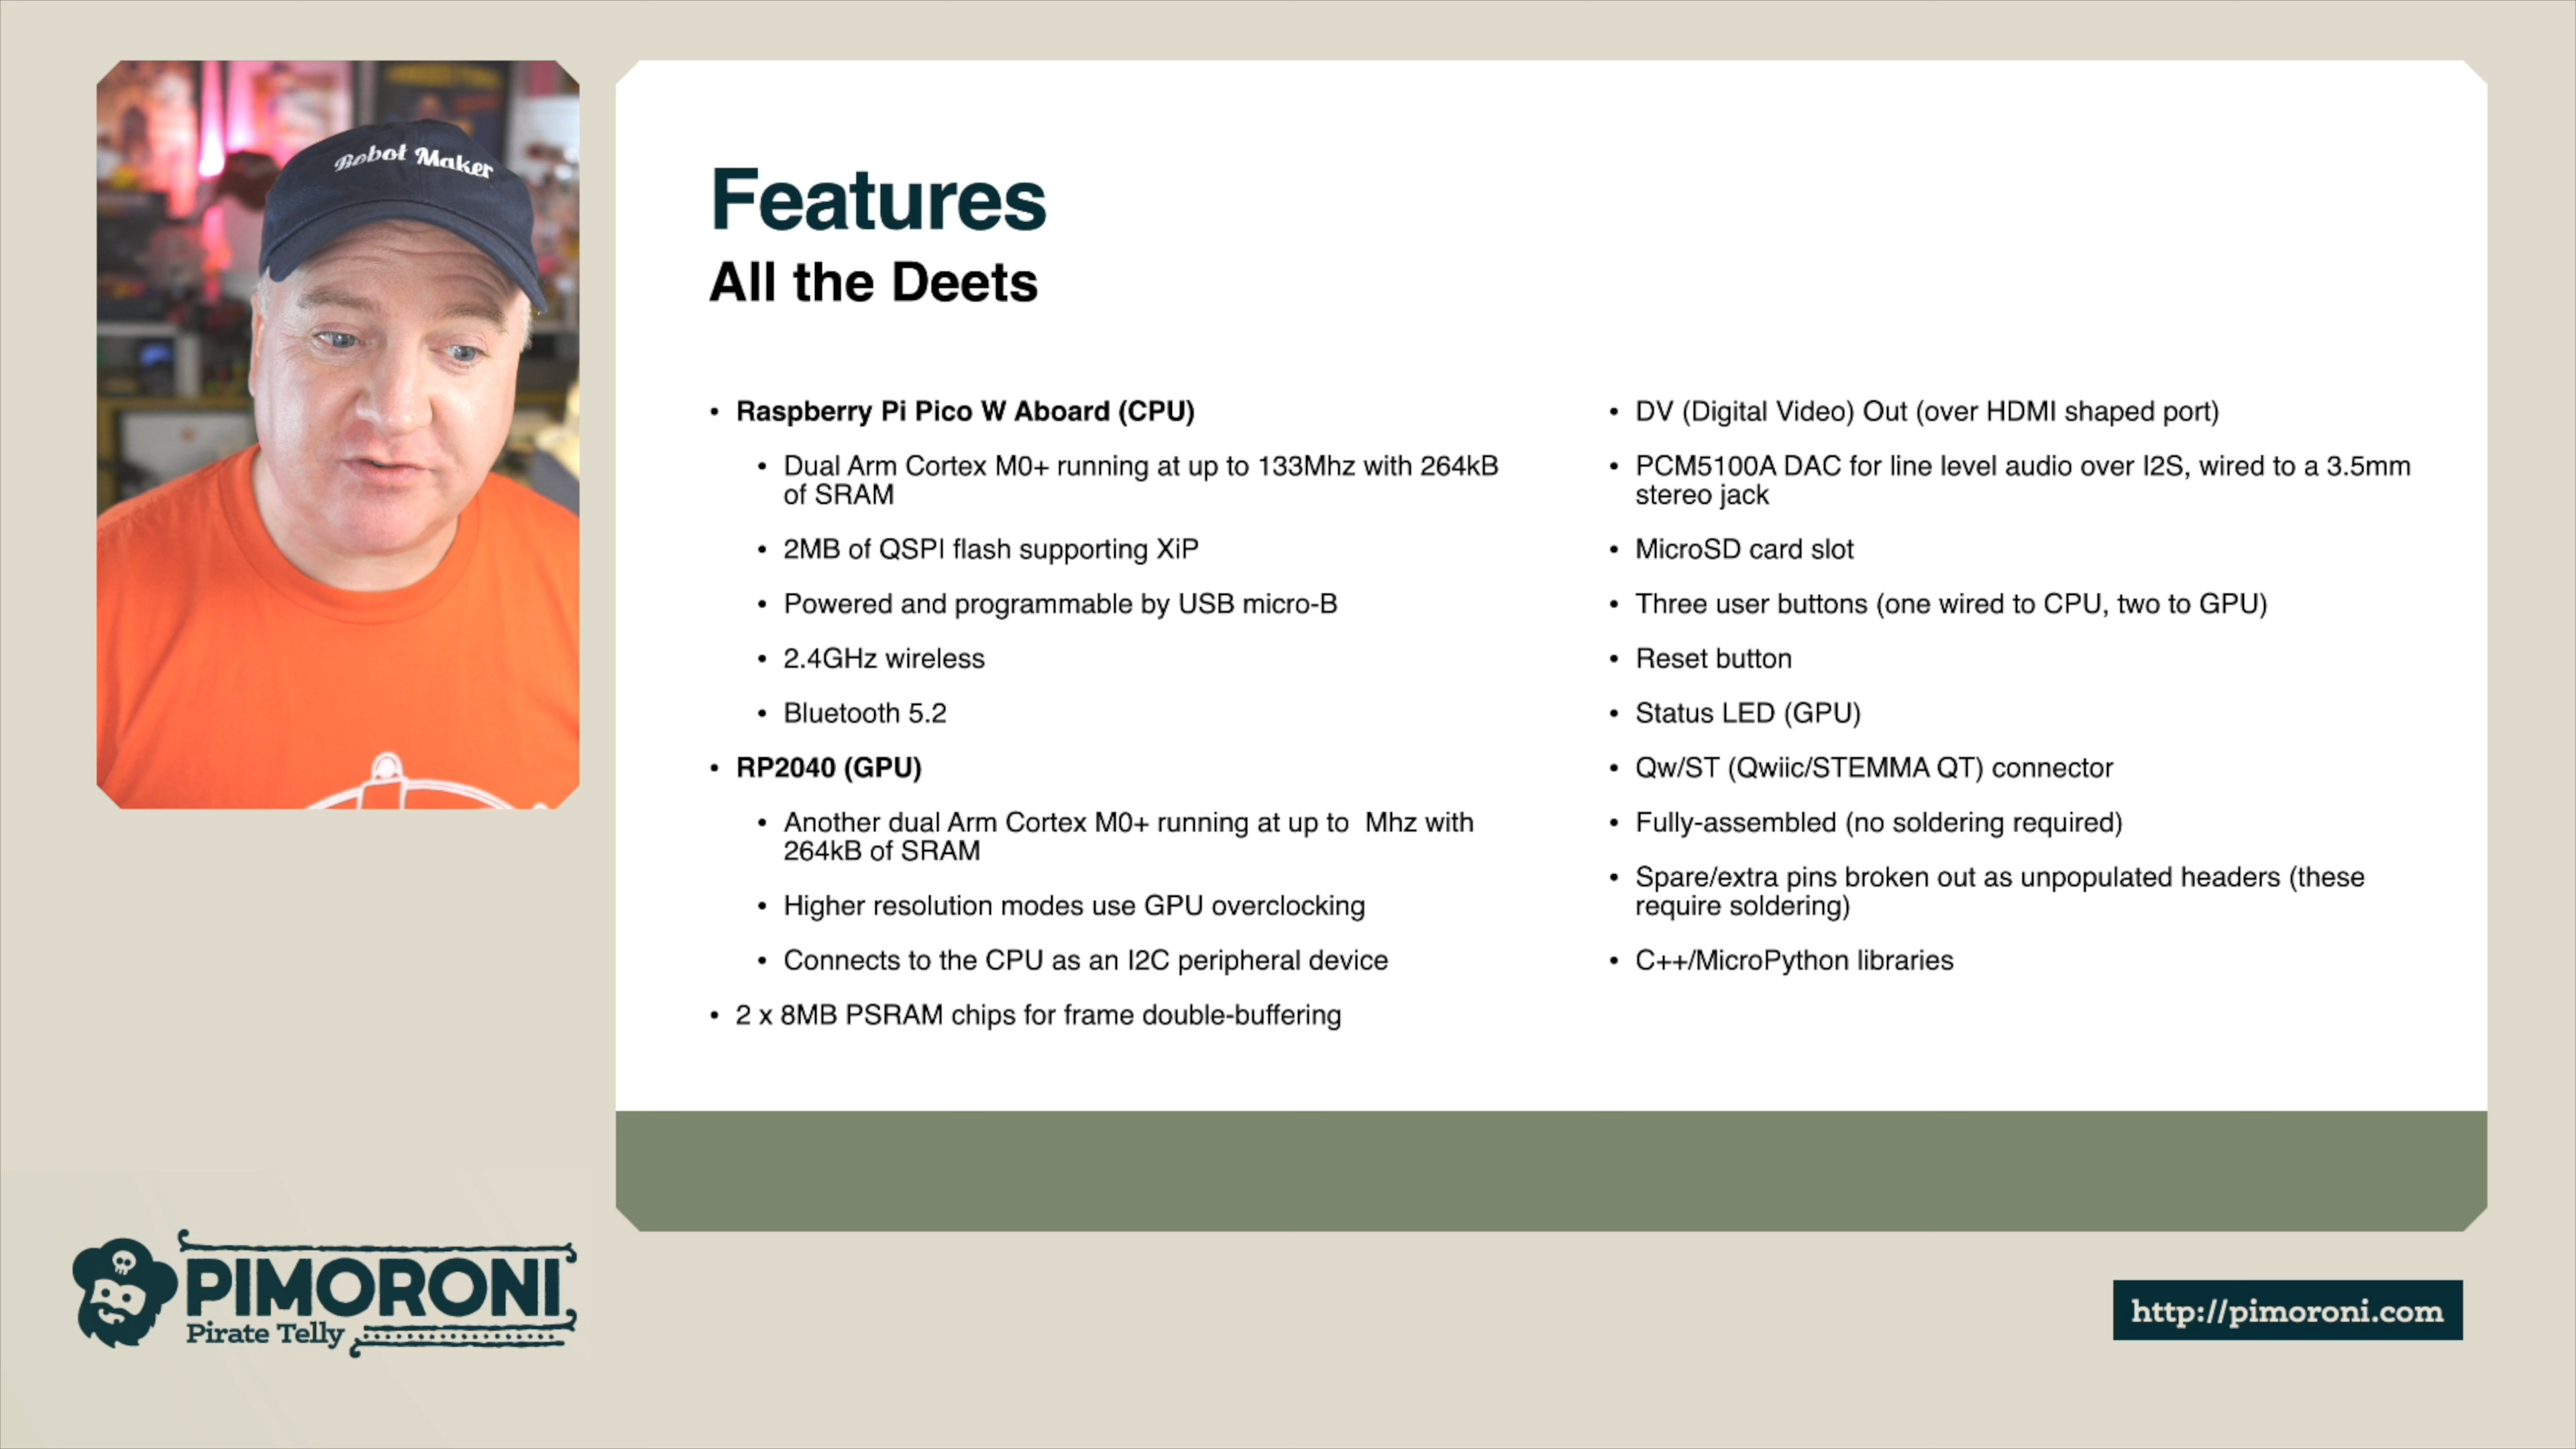 Robot Maker
Features
All the Deets
• Raspberry Pi Pico W Aboard (CPU)
• Dual Arm Cortex M0+ running at up to 133Mhz with 264kB
of SRAM
• 2MB of QSPI flash supporting XiP
• Powered and programmable by USB micro-B
• 2.4GHz wireless
• Bluetooth 5.2
• RP2040 (GPU)
• Another dual Arm Cortex M0+ running at up to  Mhz with
264kB of SRAM
• Higher resolution modes use GPU overclocking
• Connects to the CPU as an I2C peripheral device
• 2 x 8MB PSRAM chips for frame double-buffering
• DV (Digital Video) Out (over HDMI shaped port)
• PCM5100A DAC for line level audio over I2S, wired to a 3.5mm
stereo jack
• MicroSD card slot
• Three user buttons (one wired to CPU, two to GPU)
• Reset button
• Status LED (GPU)
• Qw/ST (Qwiic/STEMMA QT) connector
• Fully-assembled (no soldering required)
• Spare/extra pins broken out as unpopulated headers (these
require soldering)
• C++/MicroPython libraries
PIMORONI
Pirate Telly
http://pimoroni.com